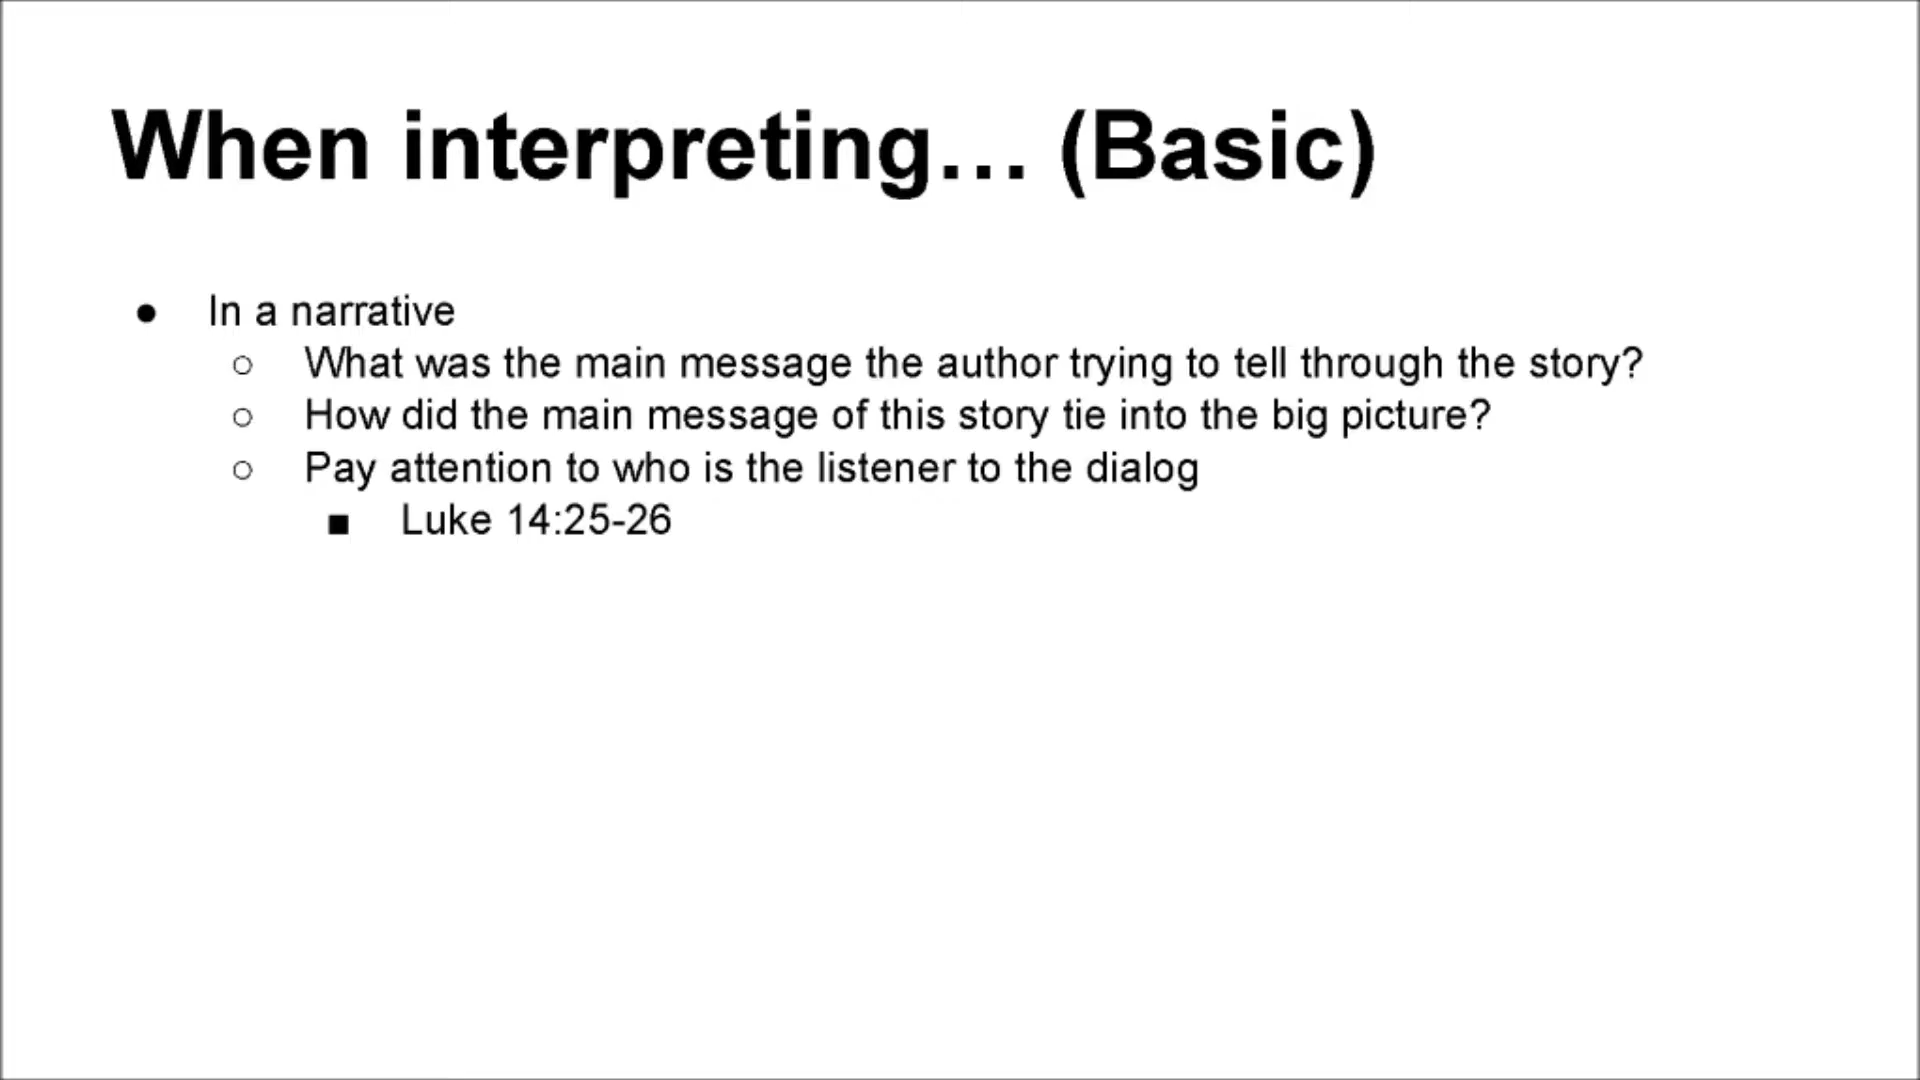 When interpreting… (Basic)
● In a narrative
○ What was the main message the author trying to tell through the story?
○ How did the main message of this story tie into the big picture?
○ Pay attention to who is the listener to the dialog
■ Luke 14:25-26